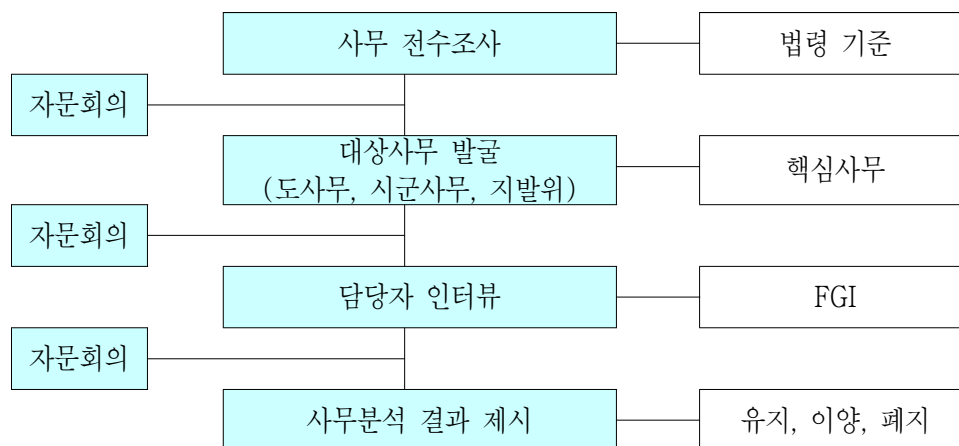 사무 전수조사
법령 기준
자문회의
대상사무 발굴
(도사무, 시군사무, 지발위)
핵심사무
자문회의
담당자 인터뷰
FGI
자문회의
사무분석 결과 제시
유지, 이양, 폐지